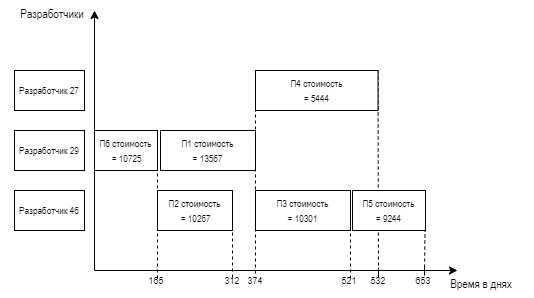 Разработчики
Разработчик 27
П4 стоимость
= 5444
Разработчик 29
П6 стоимость
= 10725
П1 стоимость
= 13567
Разработчик 46
П2 стоимость
= 10267
П3 стоимость
= 10301
П5 стоимость
= 9244
165 312 374 521 532 653
Время в днях